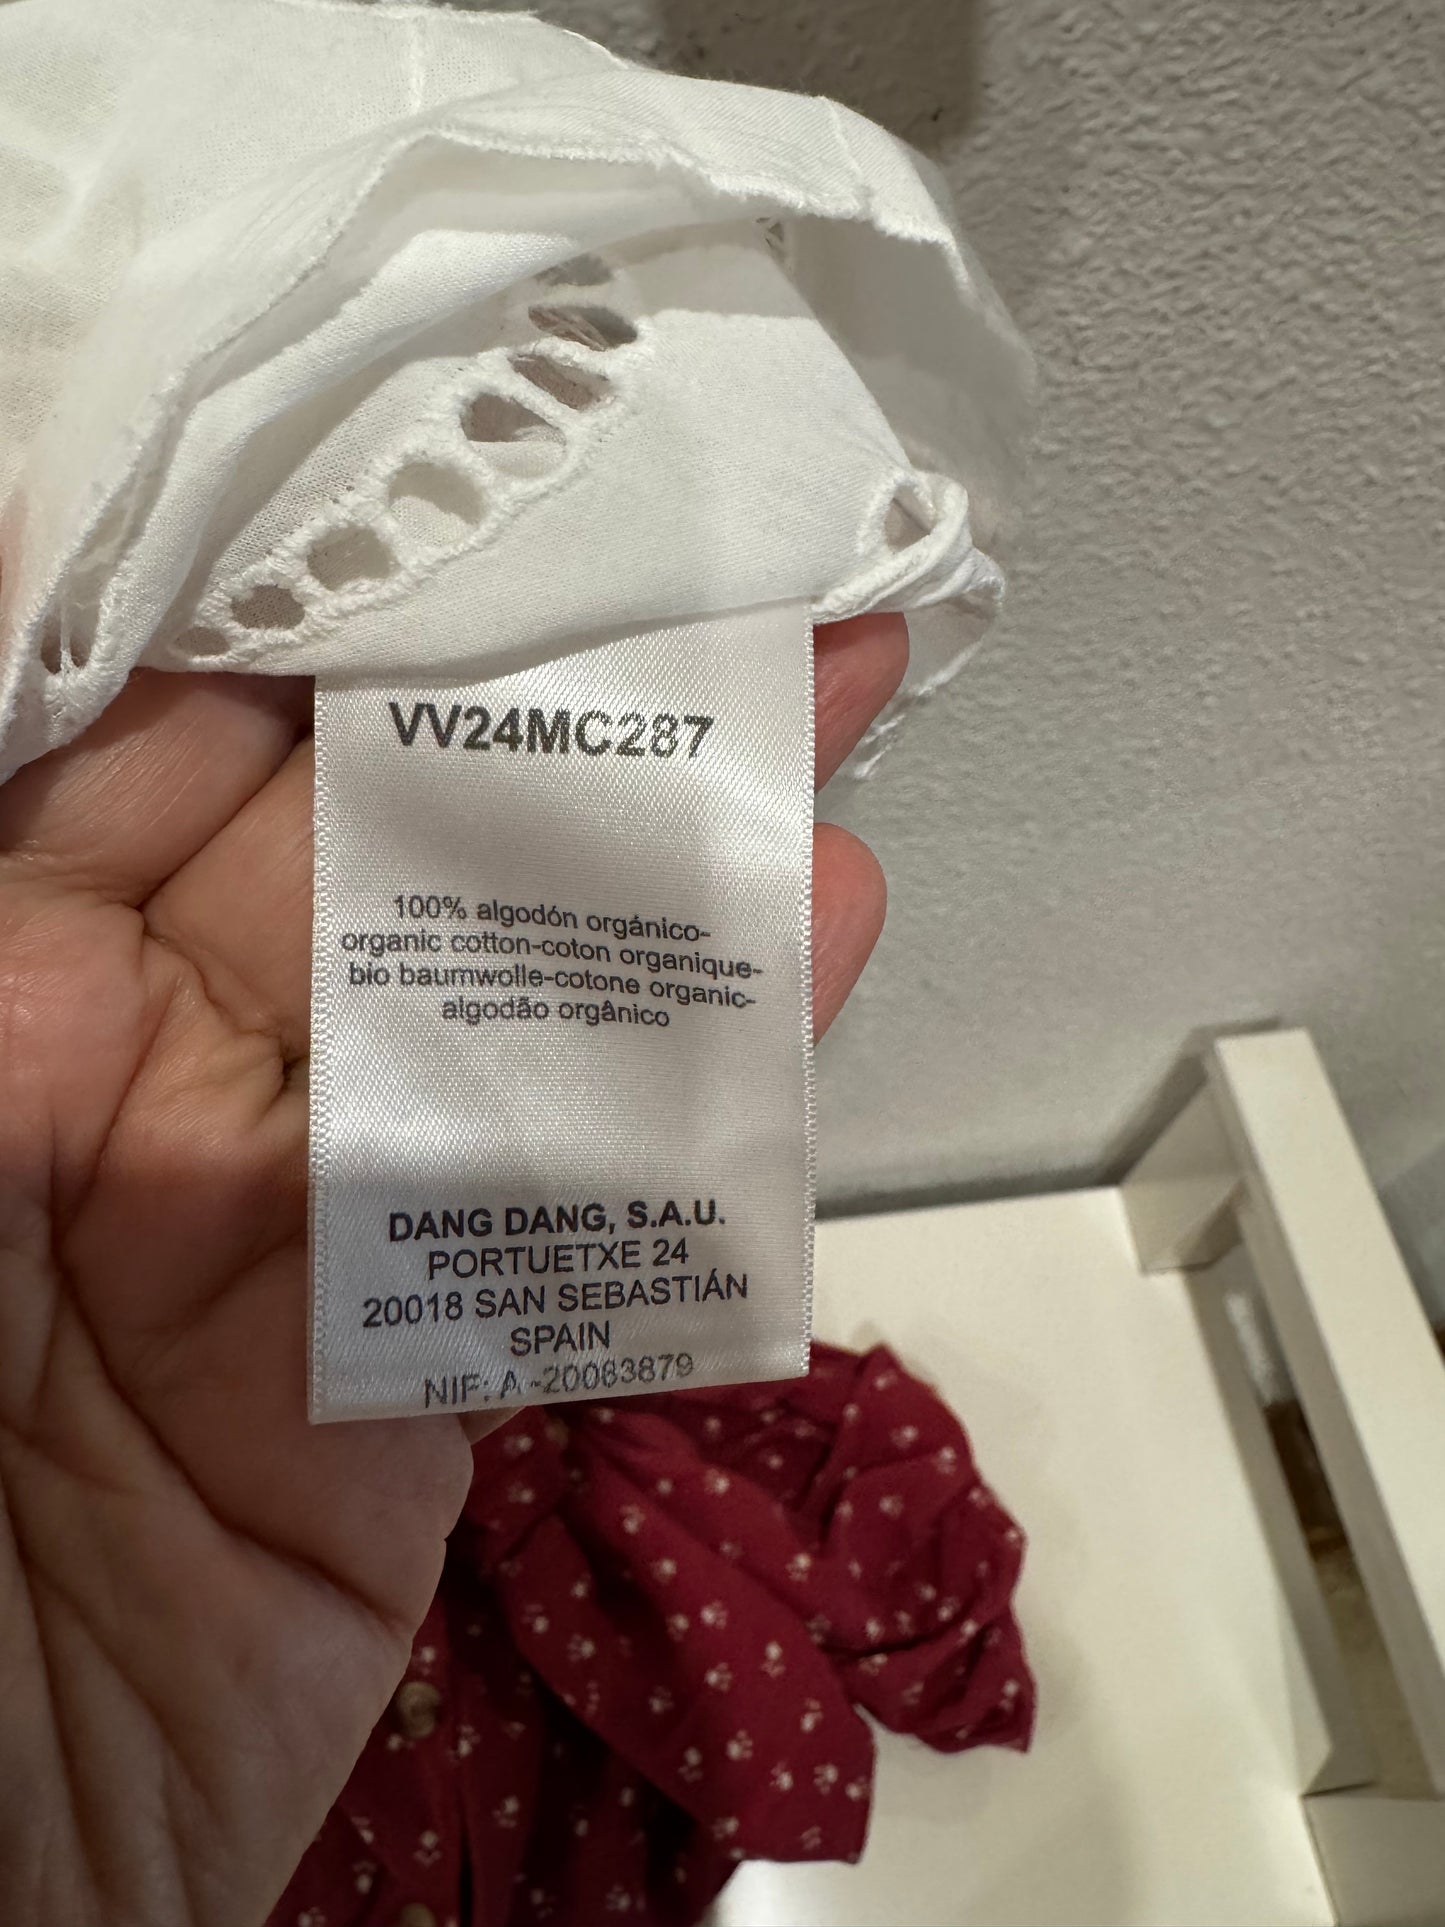 VV24MC287
100% algodón orgánico-
organic cotton-coton organique-
bio baumwolle-cotone organic-
algodão orgânico
DANG DANG, S.A.U.
PORTUETXE 24
20018 SAN SEBASTIÁN
SPAIN
NIF: A -20083879